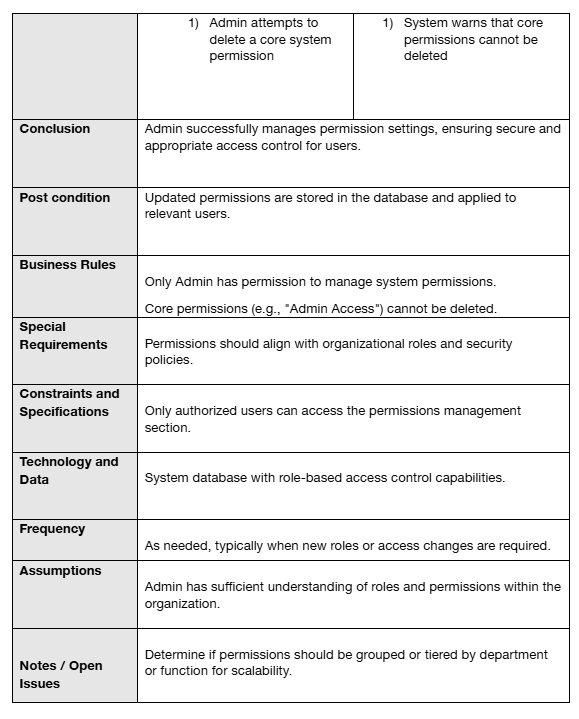 1) Admin attempts to
delete a core system
permission
1) System warns that core
permissions cannot be
deleted
Conclusion
Admin successfully manages permission settings, ensuring secure and
appropriate access control for users.
Post condition
Updated permissions are stored in the database and applied to
relevant users.
Business Rules
Only Admin has permission to manage system permissions.
Core permissions (e.g., "Admin Access") cannot be deleted.
Special
Requirements
Permissions should align with organizational roles and security
policies.
Constraints and
Specifications
Only authorized users can access the permissions management
section.
Technology and
Data
System database with role-based access control capabilities.
Frequency
As needed, typically when new roles or access changes are required.
Assumptions
Admin has sufficient understanding of roles and permissions within the
organization.
Notes / Open
Issues
Determine if permissions should be grouped or tiered by department
or function for scalability.